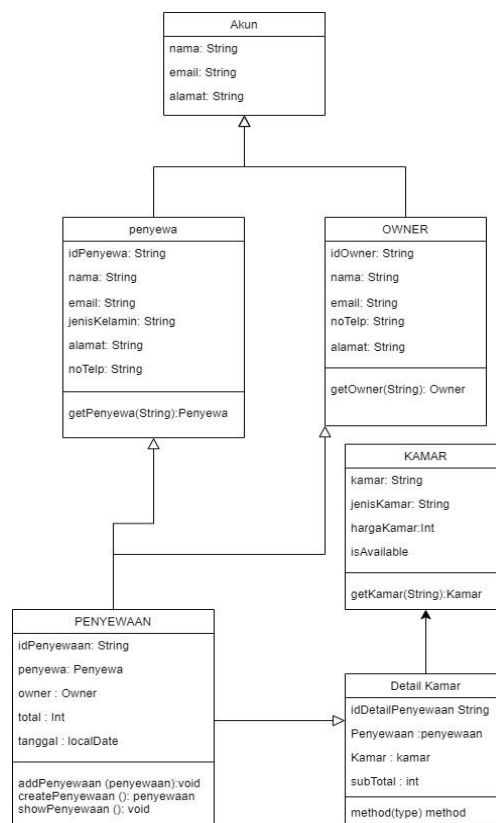 Akun
nama: String
email: String
alamat: String
penyewa
idPenyewa: String
nama: String
email: String
jenisKelamin: String
alamat: String
noTelp: String
getPenyewa(String):Penyewa
OWNER
idOwner: String
nama: String
email: String
noTelp: String
alamat: String
getOwner(String): Owner
KAMAR
kamar: String
jenisKamar: String
hargaKamar:Int
isAvailable
getKamar(String):Kamar
PENYEWAAN
idPenyewaan: String
penyewa: Penyewa
owner : Owner
total : Int
tanggal : localDate
addPenyewaan (penyewaan):void
createPenyewaan (): penyewaan
showPenyewaan (): void
Detail Kamar
idDetailPenyewaan String
Penyewaan :penyewaan
Kamar : kamar
subTotal : int
method(type) method